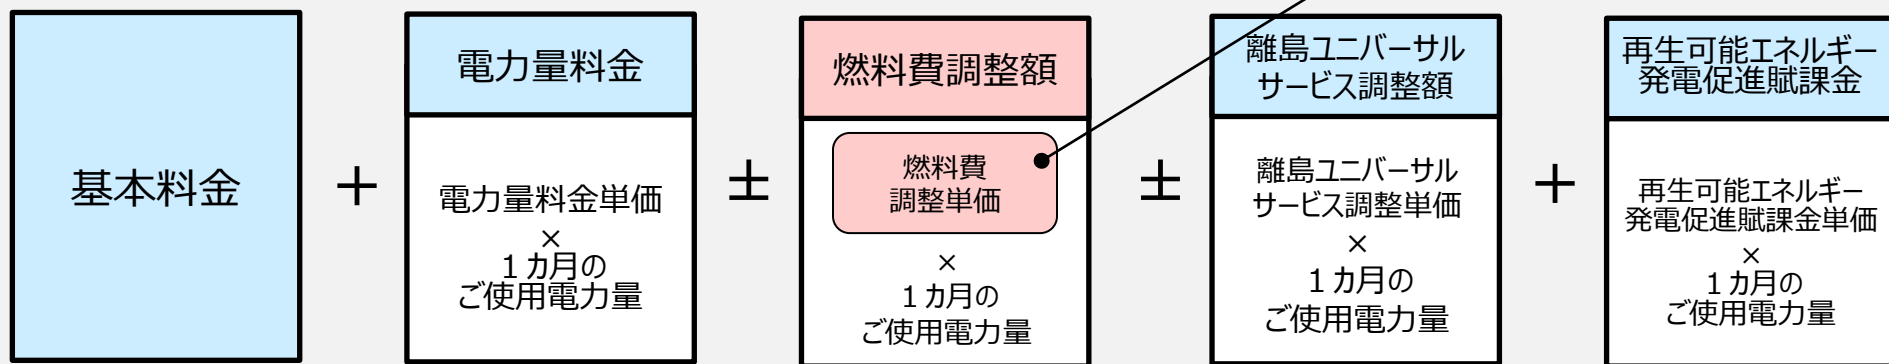 基本料金
＋
電力量料金
電力量料金単価
×
１カ月の
ご使用電力量
±
燃料費調整額
燃料費
調整単価
×
１カ月の
ご使用電力量
±
離島ユニバーサル
サービス調整額
離島ユニバーサル
サービス調整単価
×
１カ月の
ご使用電力量
＋
再生可能エネルギー
発電促進賦課金
再生可能エネルギー
発電促進賦課金単価
×
１カ月の
ご使用電力量